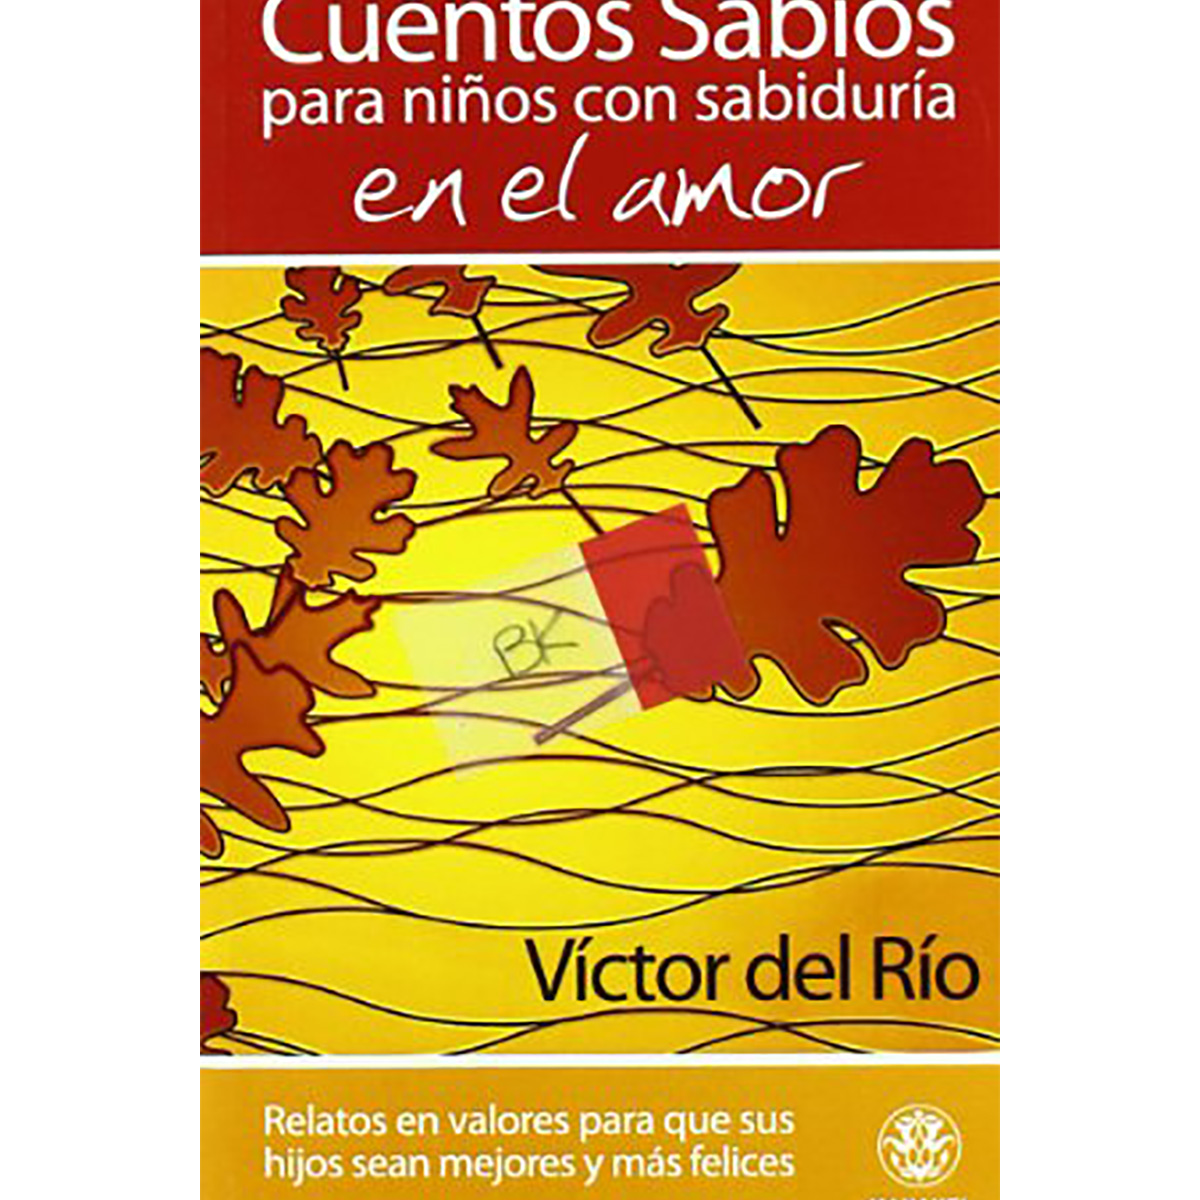 Cuentos Sabios
para niños con sabiduría
en el amor
BK
Víctor del Río
Relatos en valores para que sus
hijos sean mejores y más felices